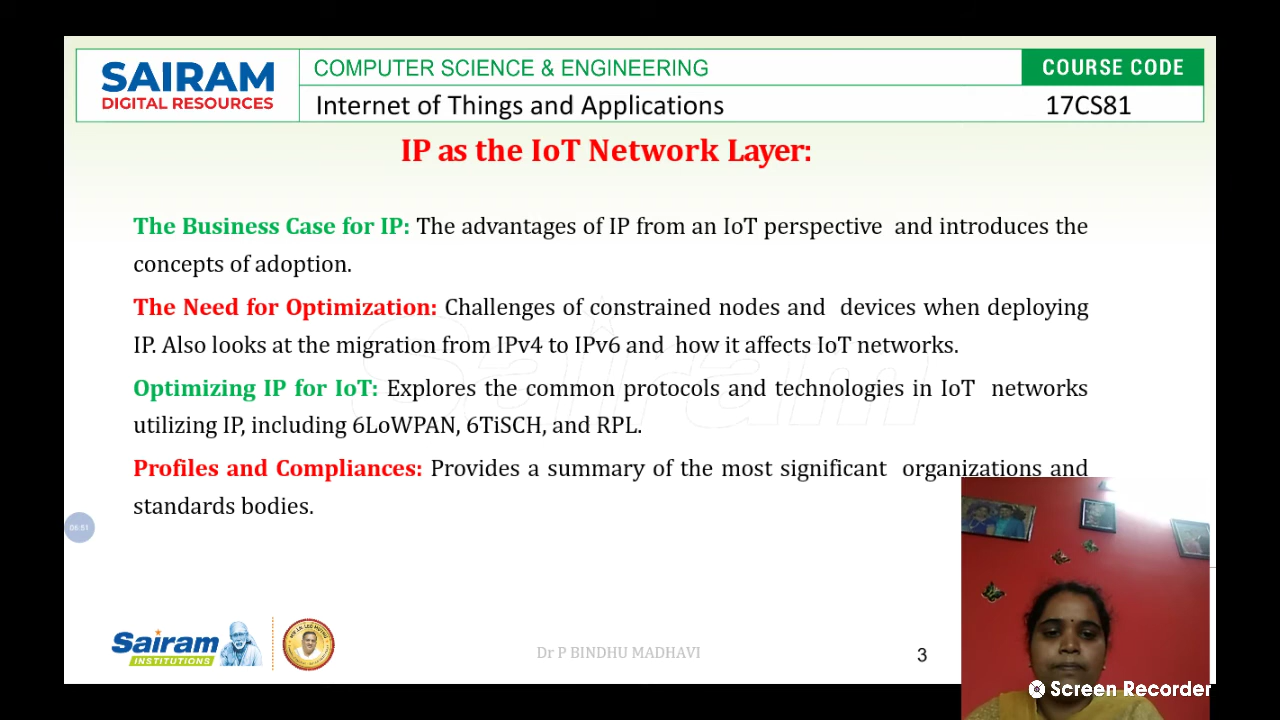 SAIRAM
DIGITAL RESOURCES
COMPUTER SCIENCE & ENGINEERING
COURSE CODE
Internet of Things and Applications
17CS81
IP as the IoT Network Layer:
The Business Case for IP: The advantages of IP from an IoT perspective and introduces the
concepts of adoption.
The Need for Optimization: Challenges of constrained nodes and devices when deploying
IP. Also looks at the migration from IPv4 to IPv6 and how it affects IoT networks.
Optimizing IP for IoT: Explores the common protocols and technologies in IoT networks
utilizing IP, including 6LoWPAN, 6TiSCH, and RPL.
Profiles and Compliances: Provides a summary of the most significant organizations and
standards bodies.
Sairam
Sairam
INSTITUTIONS
Dr P BINDHU MADHAVI
3
Screen Recorder